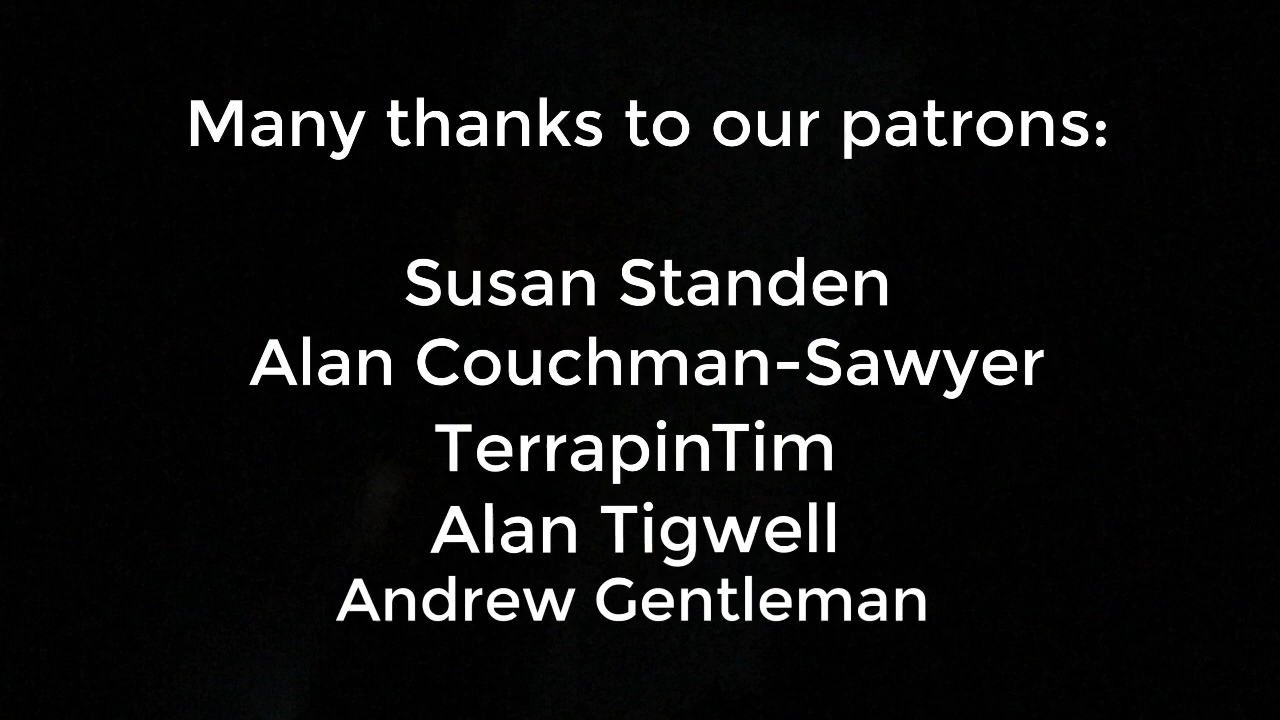 Many thanks to our patrons:
Susan Standen
Alan Couchman-Sawyer
TerrapinTim
Alan Tigwell
Andrew Gentleman